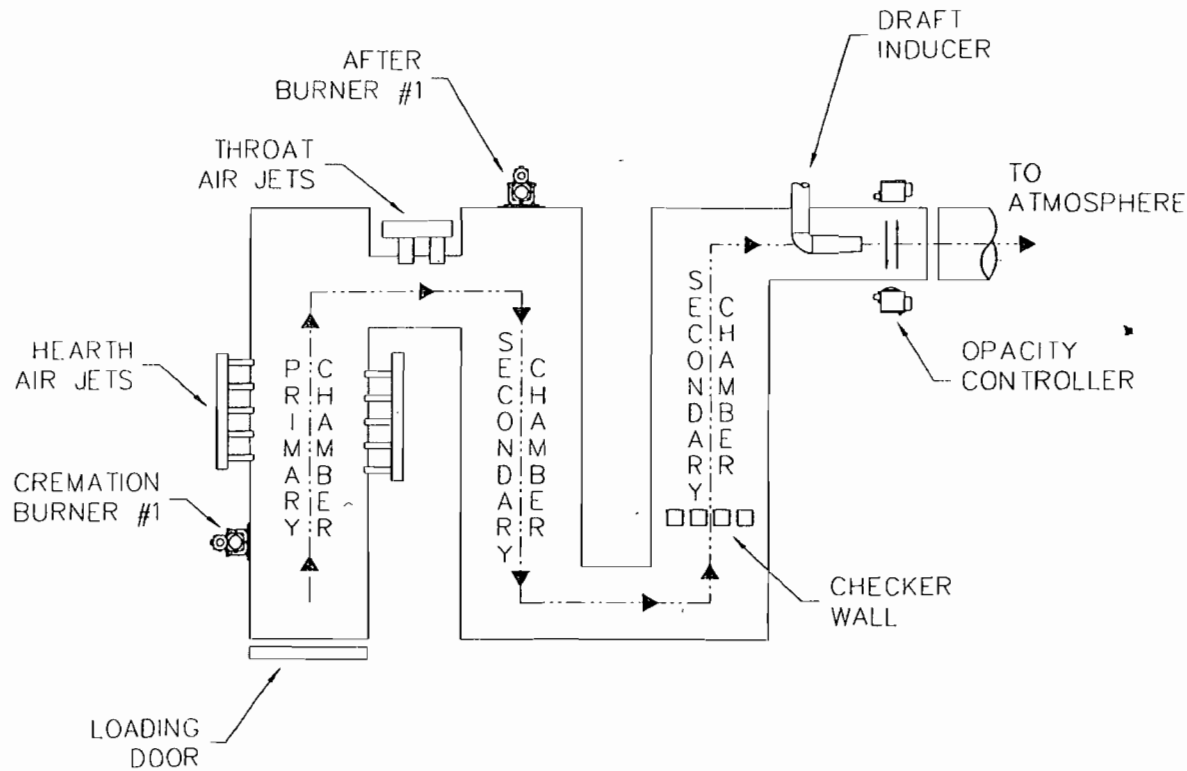 DRAFT
INDUCER
AFTER
BURNER #1
THROAT
AIR JETS
TO
ATMOSPHERE
HEARTH
AIR JETS
PRIMARY
CHAMBER
SECONDARY
CHAMBER
SECONDARY
CHAMBER
OPACITY
CONTROLLER
CREMATION
BURNER #1
CHECKER
WALL
LOADING
DOOR